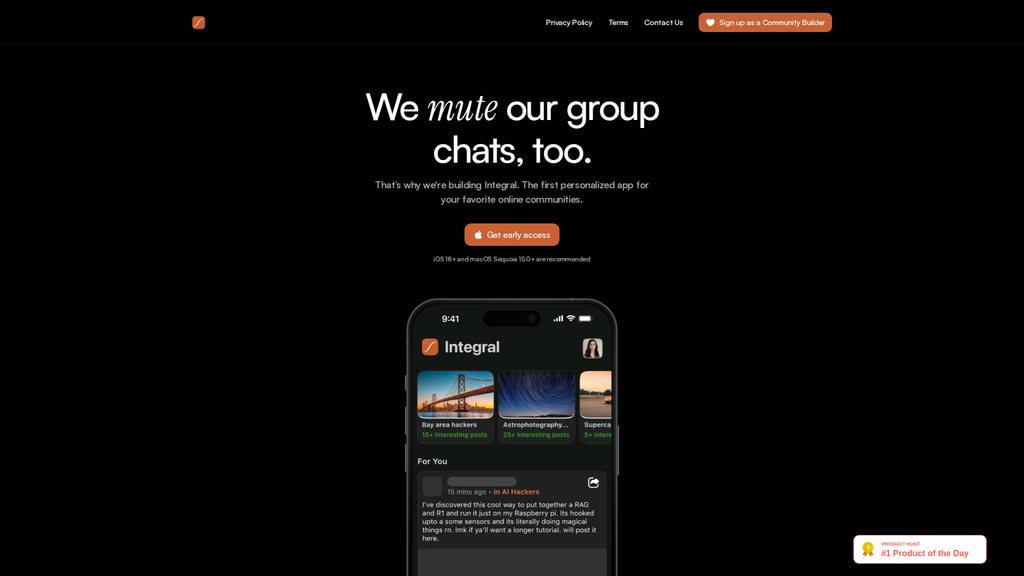 Privacy Policy
Terms
Contact Us
Sign up as a Community Builder
We mute our group
chats, too.
That's why we're building Integral. The first personalized app for
your favorite online communities.
Get early access
iOS 18+ and macOS Sequoia 15.0+ are recommended
9:41
Integral
Bay area hackers
15+ interesting posts
Astrophotography...
25+ interesting posts
Superca
5+ intere
For You
15 mins ago • in AI Hackers
I've discovered this cool way to put together a RAG
and R1 and run it just on my Raspberry pi. Its hooked
upto a some sensors and its literally doing magical
things rn. lmk if ya'll want a longer tutorial. will post it
here.
PRODUCT HUNT
#1 Product of the Day